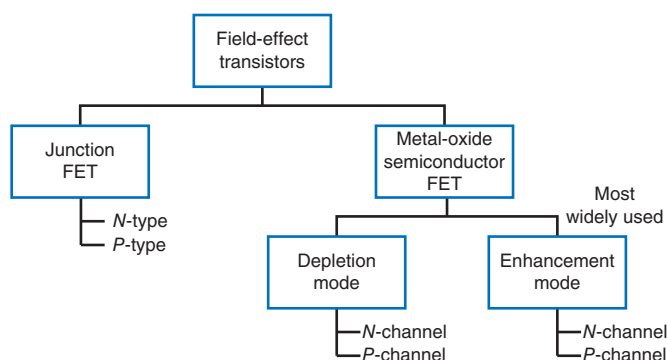 Field-effect
transistors
Junction
FET
Metal-oxide
semiconductor
FET
N-type
P-type
Most
widely used
Depletion
mode
Enhancement
mode
N-channel
P-channel
N-channel
P-channel